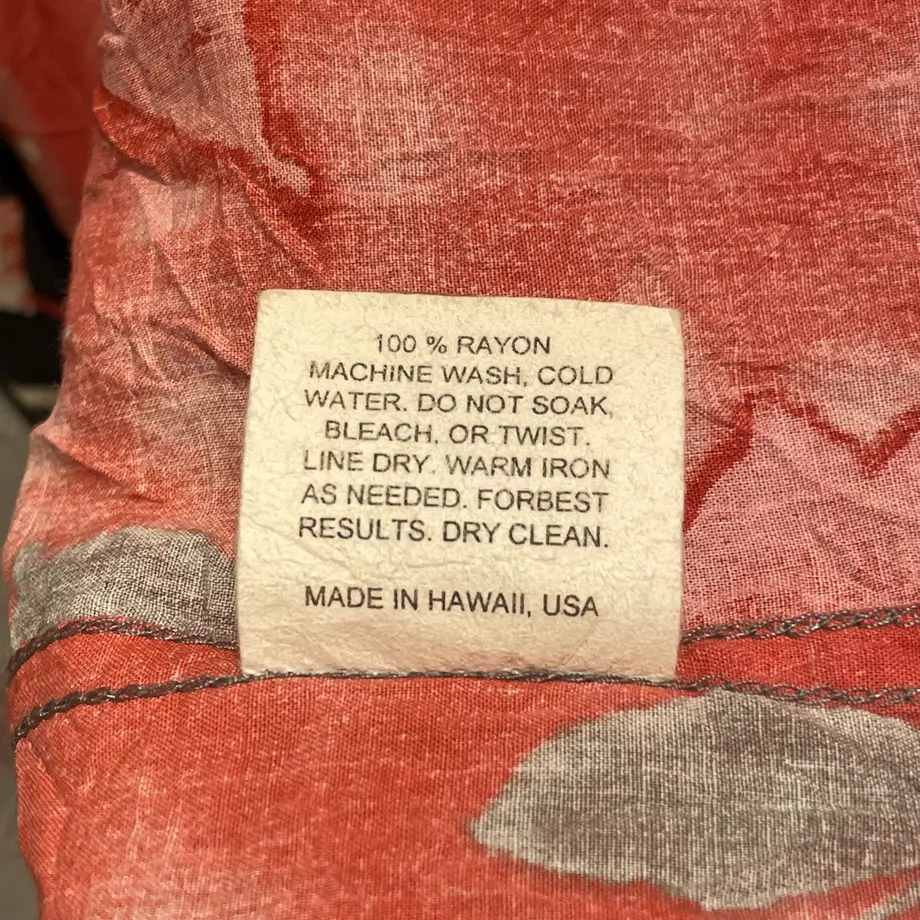 100 % RAYON
MACHINE WASH, COLD
WATER. DO NOT SOAK,
BLEACH, OR TWIST.
LINE DRY. WARM IRON
AS NEEDED. FORBEST
RESULTS. DRY CLEAN.
MADE IN HAWAII, USA